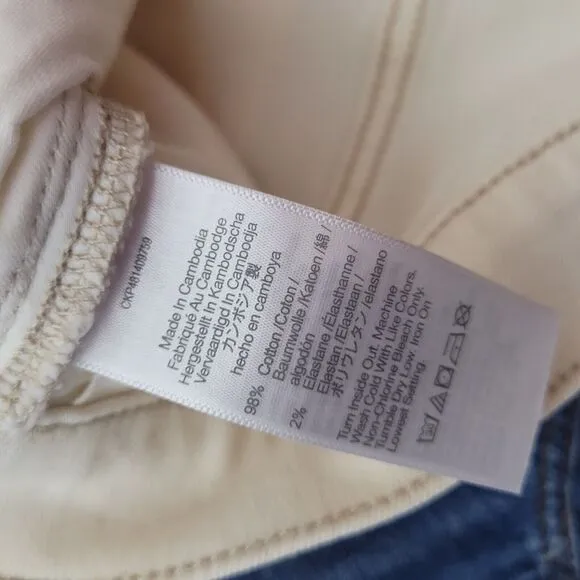 CKP481409759
Made In Cambodia
Fabriqué Au Cambodge
Hergestellt In Kambodscha
Vervaardigd In Cambodja
カンボジア製
hecho en camboya
98% Cotton /Coton /
Baumwolle /Katoen /綿 /
algodón
2% Elastane /Élasthanne /
Elastan /Elastaan /
ポリウレタン / elastano
Turn Inside Out. Machine
Wash Cold With Like Colors.
Non-Chlorine Bleach Only.
Tumble Dry Low. Iron On
Lowest Setting.